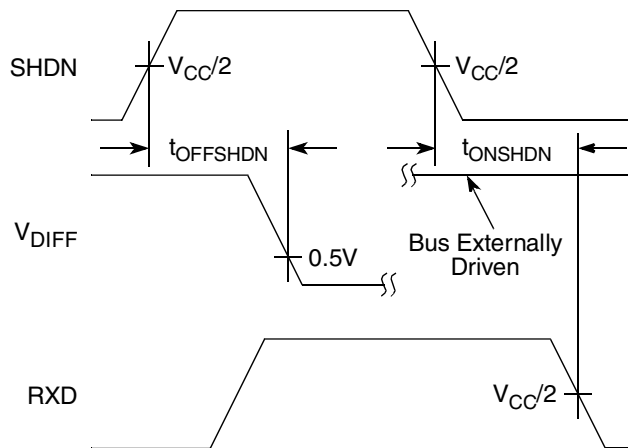 SHDN
V_CC/2
V_CC/2
t_OFFSHDN
t_ONSHDN
V_DIFF
0.5V
Bus Externally
Driven
RXD
V_CC/2